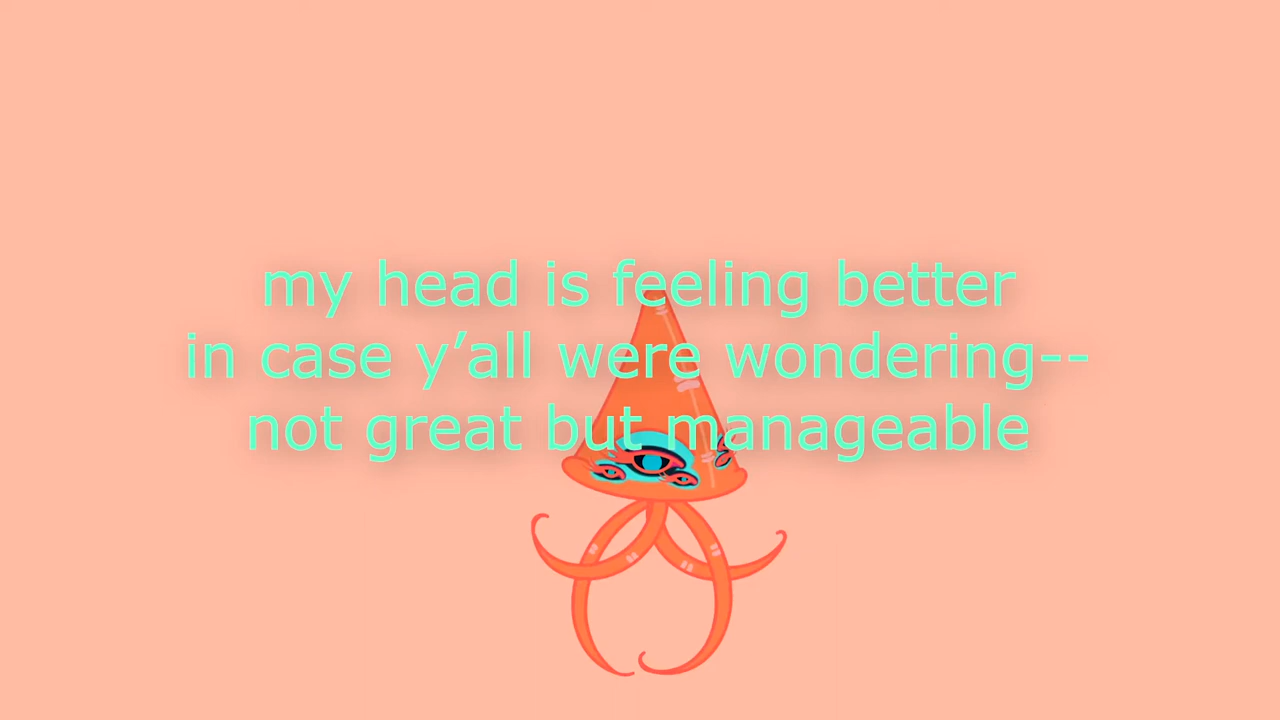 my head is feeling better
in case y’all were wondering--
not great but manageable